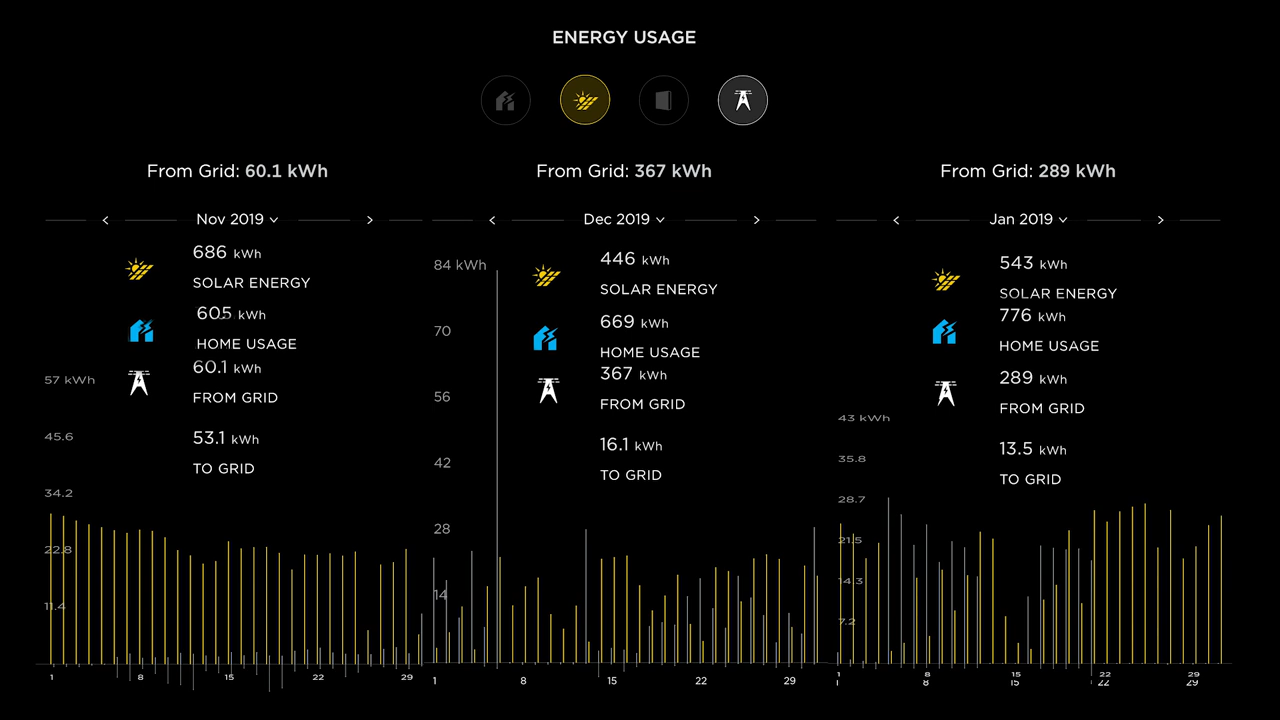 ENERGY USAGE
From Grid: 60.1 kWh
Nov 2019
686 kWh
SOLAR ENERGY
605 kWh
HOME USAGE
60.1 kWh
FROM GRID
53.1 kWh
TO GRID
57 kWh
45.6
34.2
22.8
11.4
1 8 15 22 29
From Grid: 367 kWh
Dec 2019
446 kWh
SOLAR ENERGY
669 kWh
HOME USAGE
367 kWh
FROM GRID
16.1 kWh
TO GRID
84 kWh
70
56
42
28
14
1 8 15 22 29
From Grid: 289 kWh
Jan 2019
543 kWh
SOLAR ENERGY
776 kWh
HOME USAGE
289 kWh
FROM GRID
13.5 kWh
TO GRID
43 kWh
35.8
28.7
21.5
14.3
7.2
1 8 15 22 29
1 8 15 22 29